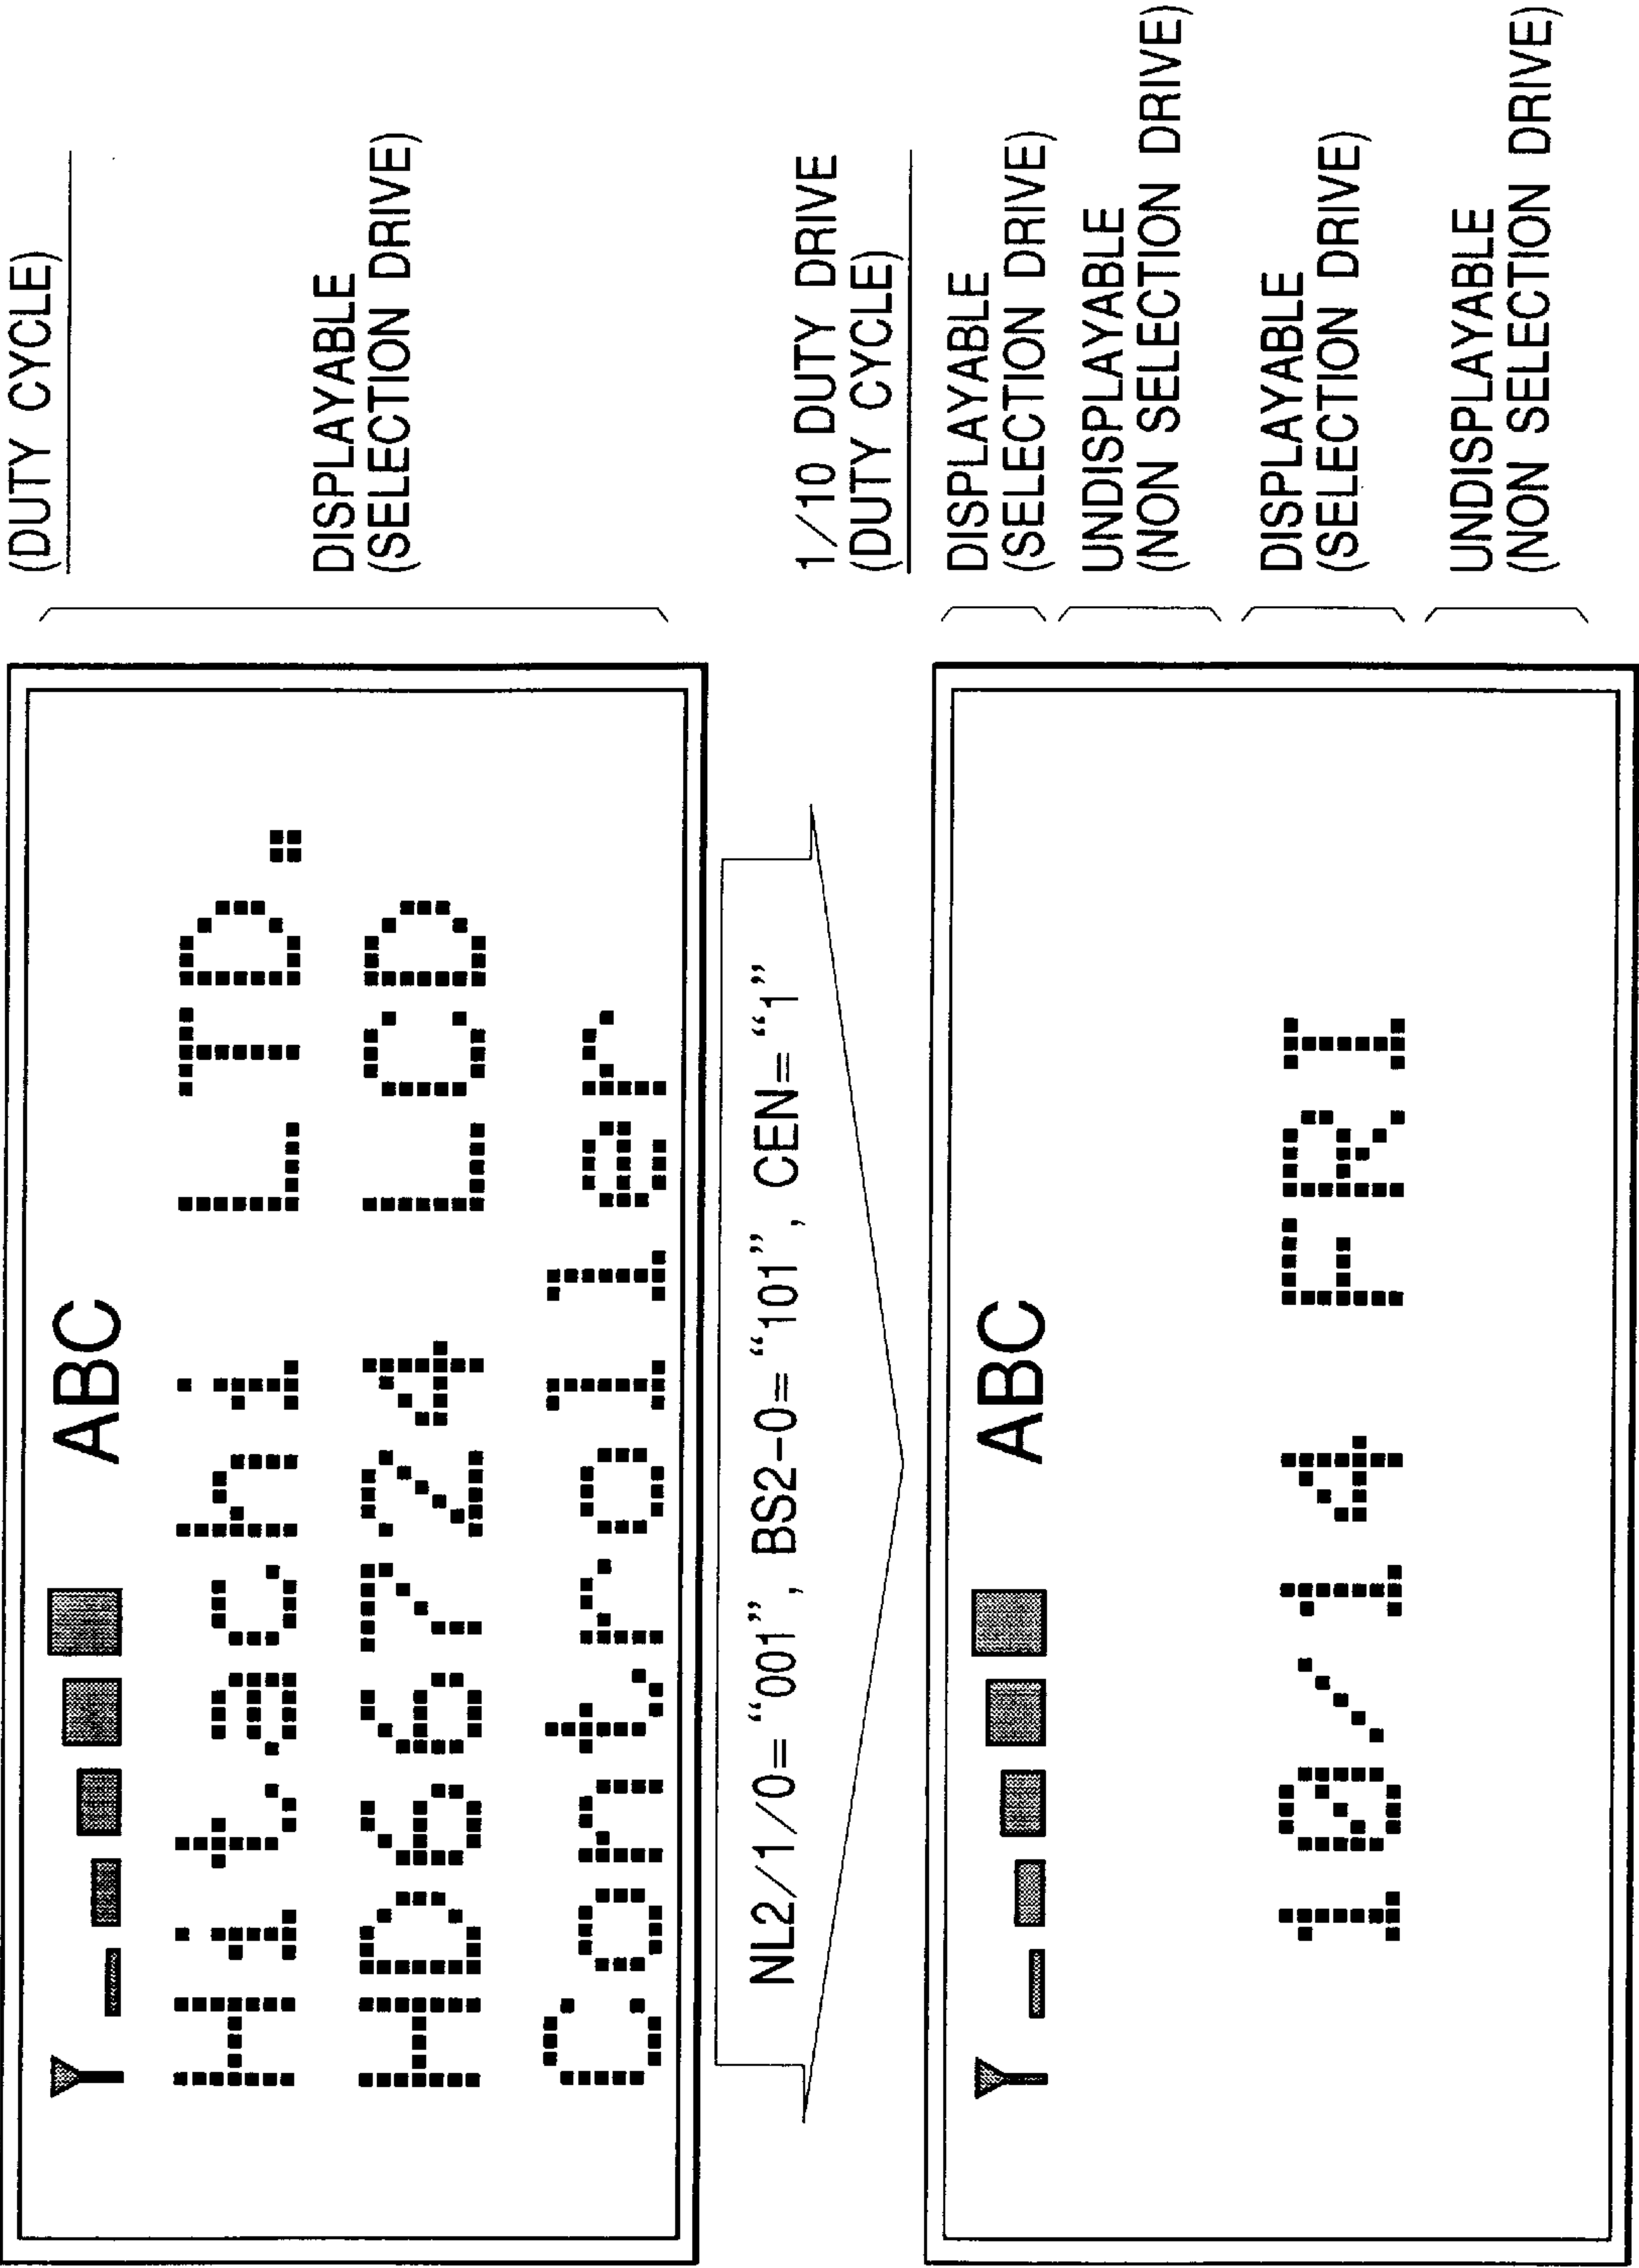 (DUTY CYCLE)
ABC
Hitachi LTD.
HD66724 LCD
Controller
DISPLAYABLE
(SELECTION DRIVE)
NL2/1/0= “001”, BS2-0= “101”, CEN= “1”
1/10 DUTY DRIVE
(DUTY CYCLE)
ABC
10/14 FRI
DISPLAYABLE
(SELECTION DRIVE)
UNDISPLAYABLE
(NON SELECTION DRIVE)
DISPLAYABLE
(SELECTION DRIVE)
UNDISPLAYABLE
(NON SELECTION DRIVE)